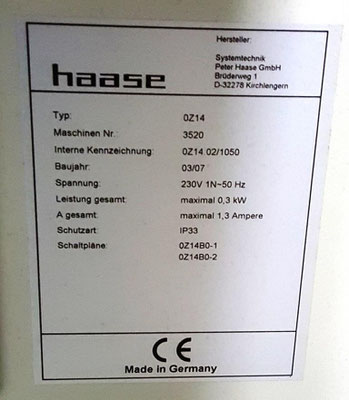 haase
Hersteller:
Systemtechnik
Peter Haase GmbH
Brüderweg 1
D-32278 Kirchlengern
Typ: 0Z14
Maschinen Nr.: 3520
Interne Kennzeichnung: 0Z14.02/1050
Baujahr: 03/07
Spannung: 230V 1N~50 Hz
Leistung gesamt: maximal 0,3 kW
A gesamt: maximal 1,3 Ampere
Schutzart: IP33
Schaltpläne: 0Z14B0-1
0Z14B0-2
CE
Made in Germany